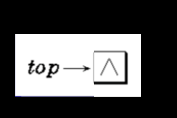 top → ∧